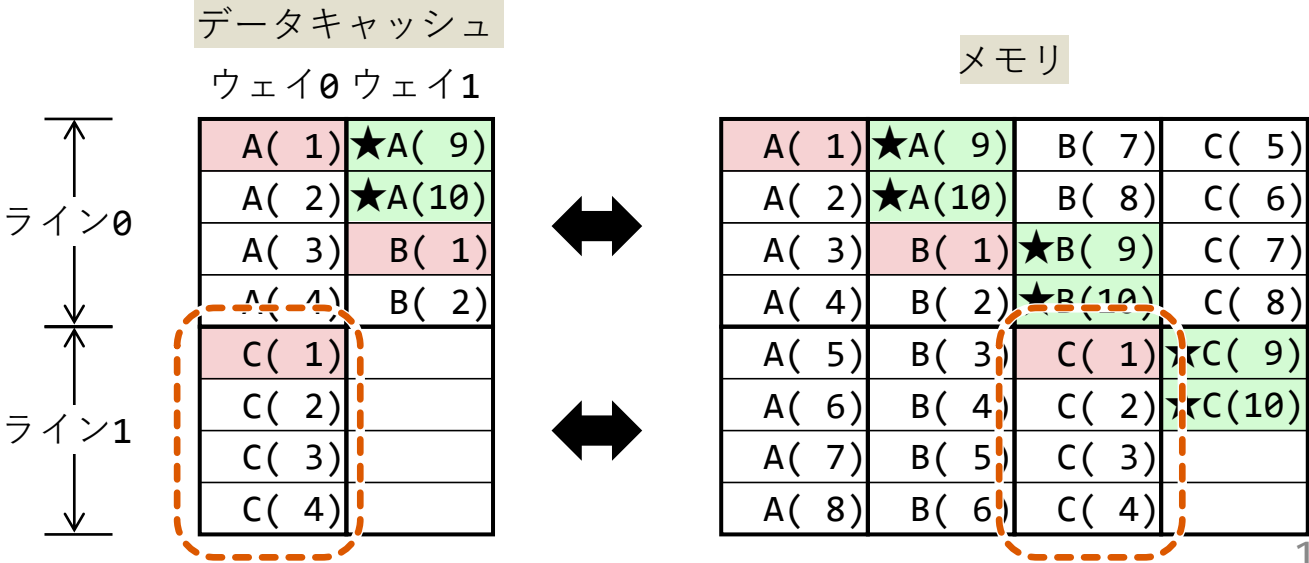 データキャッシュ
メモリ
ウェイ0 ウェイ1
ライン0
ライン1
A( 1) ★A( 9)
A( 2) ★A(10)
A( 3) B( 1)
A( 4) B( 2)
C( 1)
C( 2)
C( 3)
C( 4)
A( 1) ★A( 9) B( 7) C( 5)
A( 2) ★A(10) B( 8) C( 6)
A( 3) B( 1) ★B( 9) C( 7)
A( 4) B( 2) ★B(10) C( 8)
A( 5) B( 3) C( 1) ★C( 9)
A( 6) B( 4) C( 2) ★C(10)
A( 7) B( 5) C( 3)
A( 8) B( 6) C( 4)
1